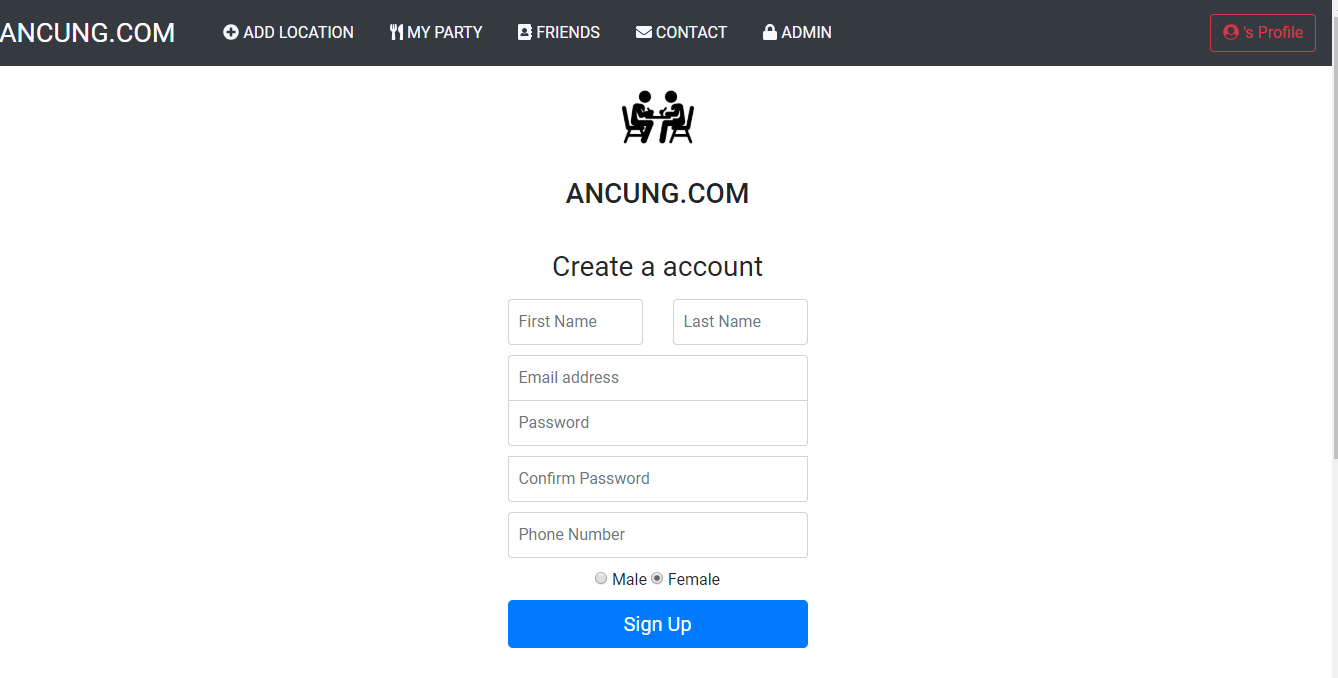 ANCUNG.COM ADD LOCATION MY PARTY FRIENDS CONTACT ADMIN 's Profile
ANCUNG.COM
Create a account
First Name Last Name
Email address
Password
Confirm Password
Phone Number
Male Female
Sign Up